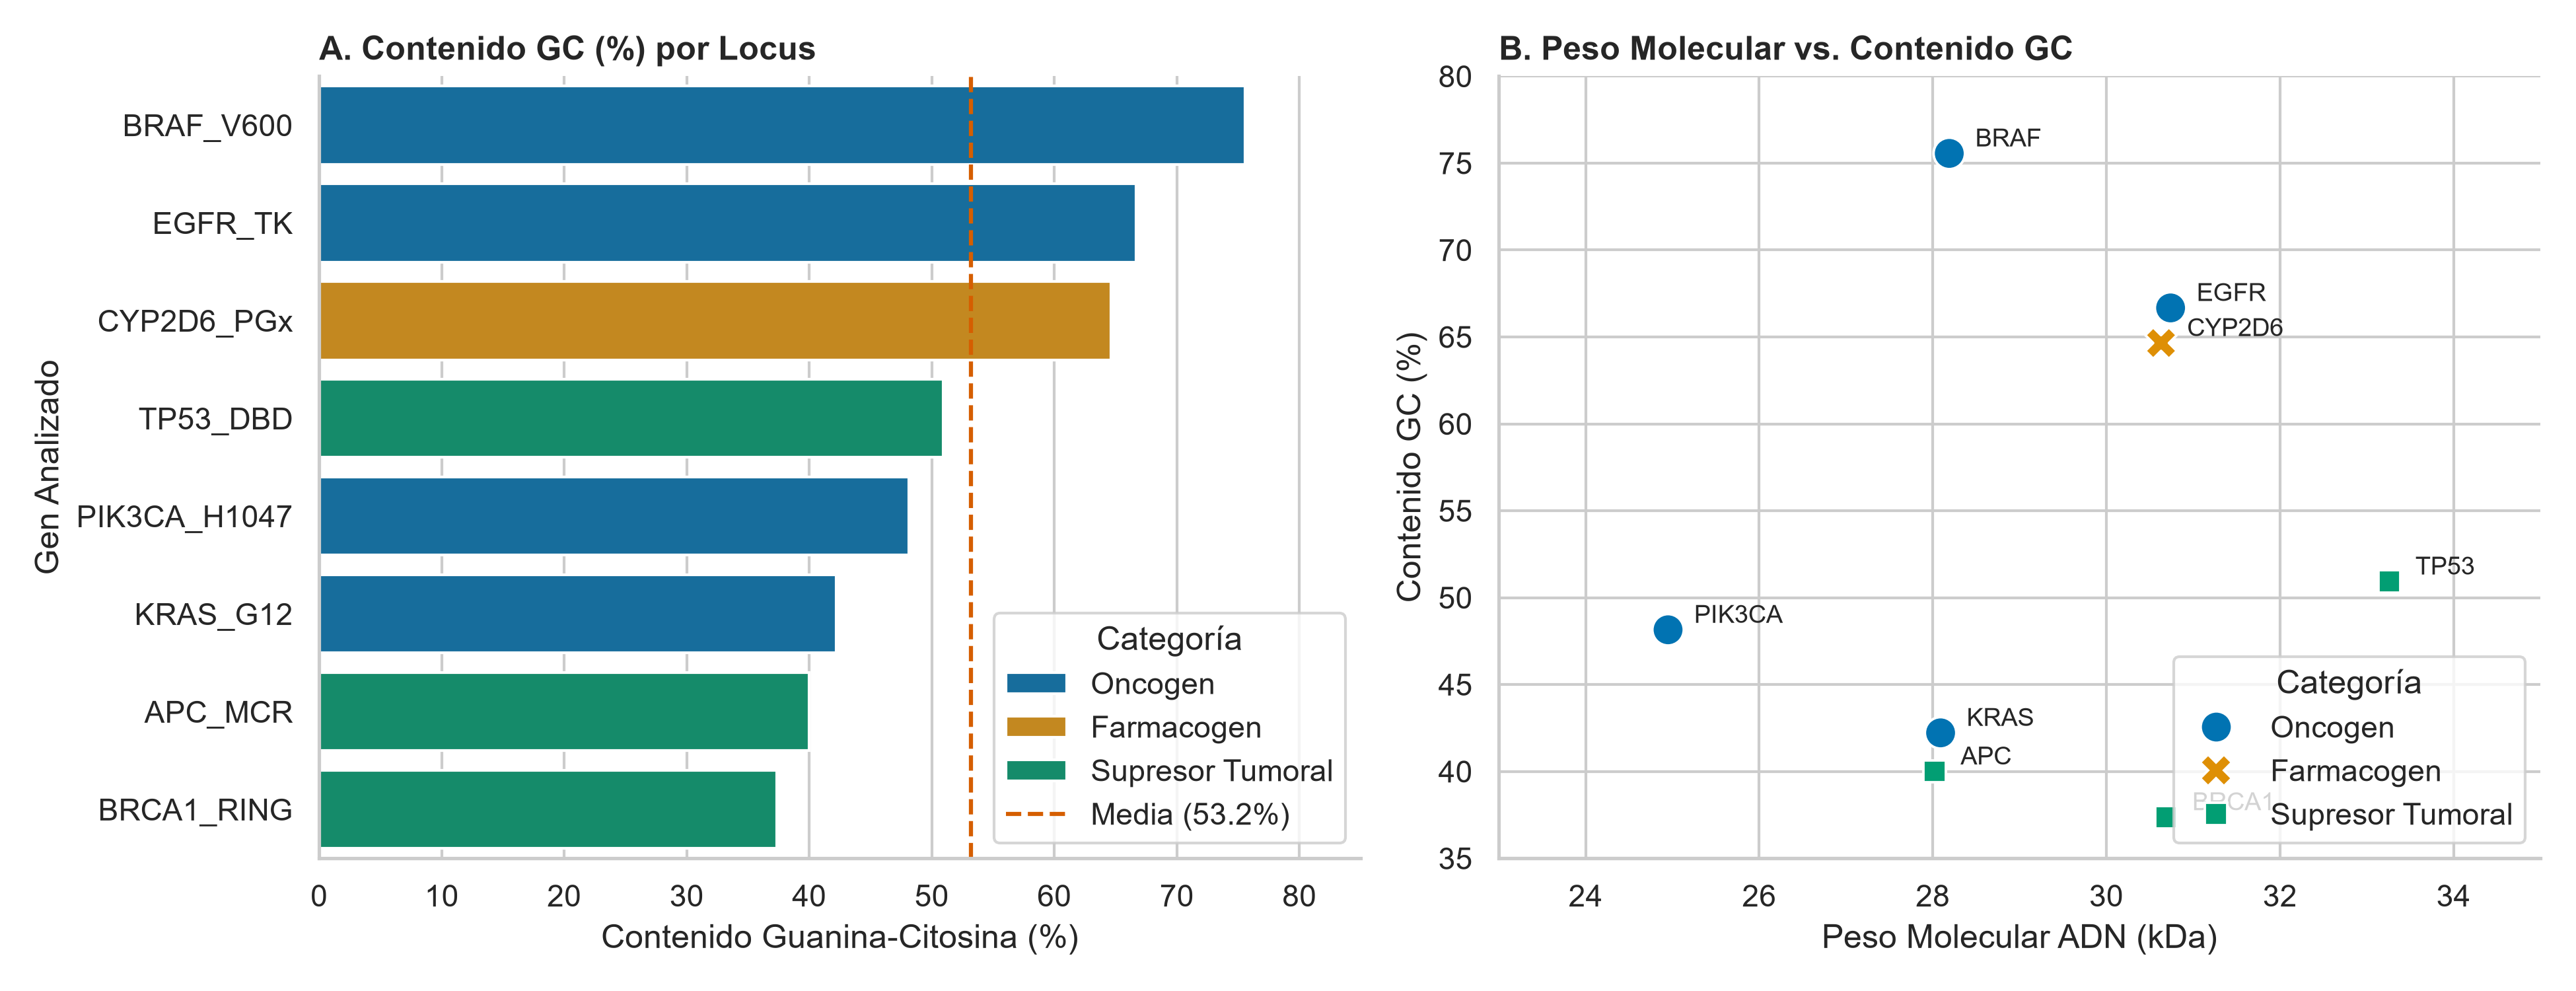 A. Contenido GC (%) por Locus
Gen Analizado
BRAF_V600
EGFR_TK
CYP2D6_PGx
TP53_DBD
PIK3CA_H1047
KRAS_G12
APC_MCR
BRCA1_RING
0 10 20 30 40 50 60 70 80
Contenido Guanina-Citosina (%)
Categoría
Oncogen
Farmacogen
Supresor Tumoral
Media (53.2%)
B. Peso Molecular vs. Contenido GC
Contenido GC (%)
80
75
70
65
60
55
50
45
40
35
BRAF
EGFR
CYP2D6
TP53
PIK3CA
KRAS
APC
BRCA1
Categoría
Oncogen
Farmacogen
Supresor Tumoral
24 26 28 30 32 34
Peso Molecular ADN (kDa)